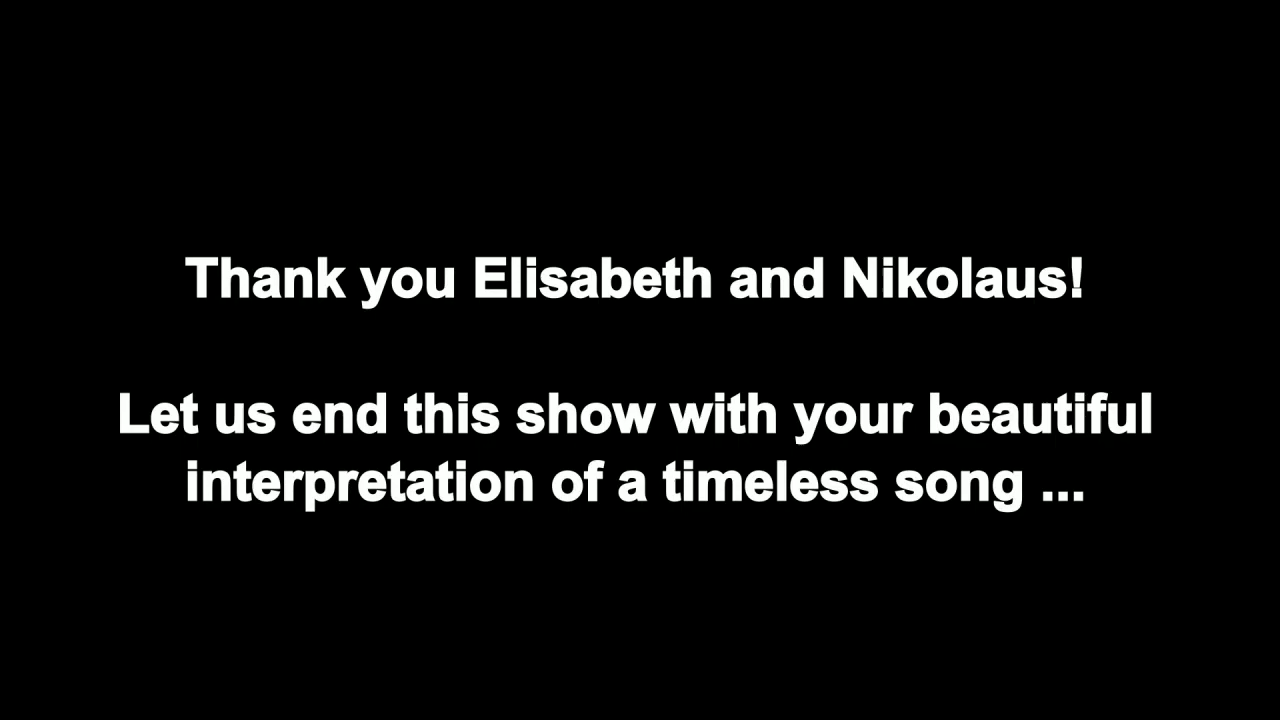 Thank you Elisabeth and Nikolaus!
Let us end this show with your beautiful
interpretation of a timeless song ...